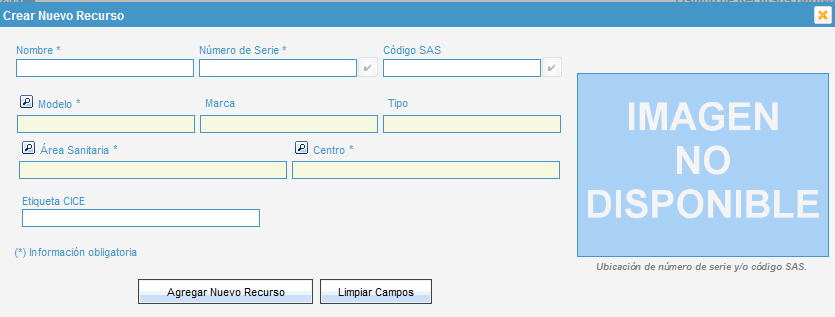 Crear Nuevo Recurso
Nombre * Número de Serie * Código SAS
Modelo * Marca Tipo
Área Sanitaria * Centro *
Etiqueta CICE
(*) Información obligatoria
Agregar Nuevo Recurso Limpiar Campos
IMAGEN
NO
DISPONIBLE
Ubicación de número de serie y/o código SAS.